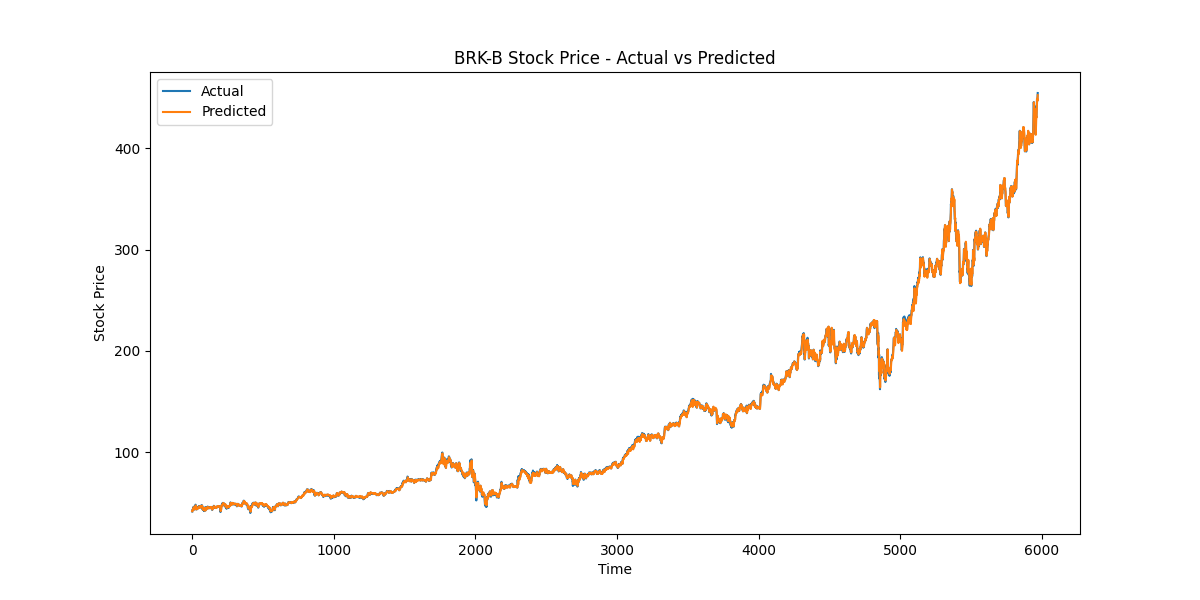 BRK-B Stock Price - Actual vs Predicted
Actual
Predicted
400
300
200
100
Stock Price
0 1000 2000 3000 4000 5000 6000
Time